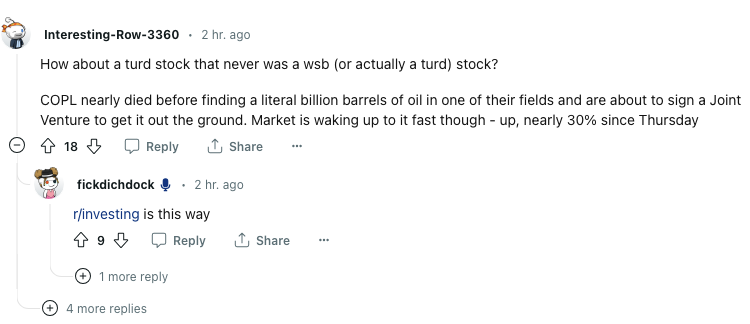 Interesting-Row-3360 · 2 hr. ago
How about a turd stock that never was a wsb (or actually a turd) stock?
COPL nearly died before finding a literal billion barrels of oil in one of their fields and are about to sign a Joint
Venture to get it out the ground. Market is waking up to it fast though - up, nearly 30% since Thursday
18 Reply Share ···
fickdichdock · 2 hr. ago
r/investing is this way
9 Reply Share ···
1 more reply
4 more replies